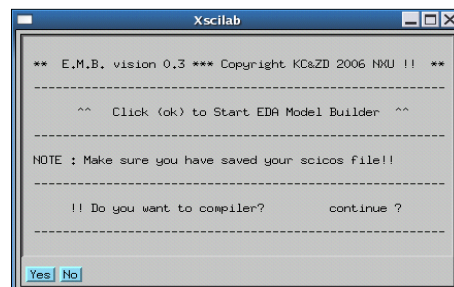 Xscilab
** E.M.B. vision 0.3 *** Copyright KC&ZD 2006 NXU !! **
----------------------------------------------------------
^^ Click (ok) to Start EDA Model Builder ^^
----------------------------------------------------------
NOTE : Make sure you have saved your scicos file!!
----------------------------------------------------------
!! Do you want to compiler? continue ?
----------------------------------------------------------
Yes No